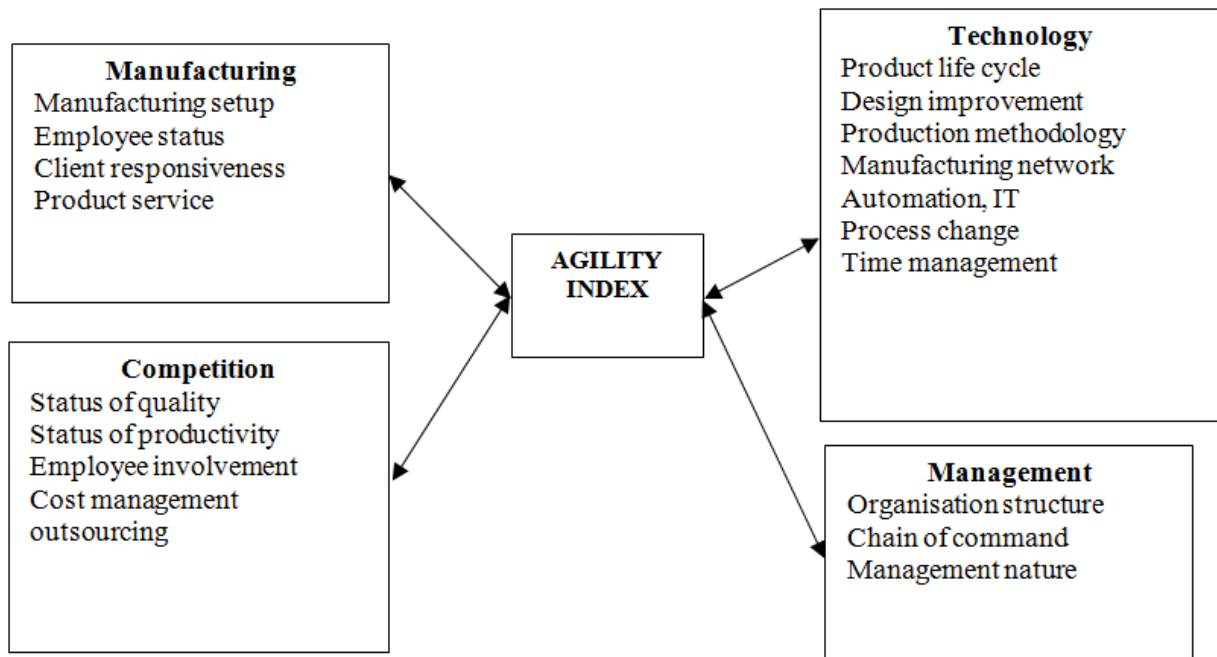 Manufacturing
Manufacturing setup
Employee status
Client responsiveness
Product service
Competition
Status of quality
Status of productivity
Employee involvement
Cost management
outsourcing
AGILITY
INDEX
Technology
Product life cycle
Design improvement
Production methodology
Manufacturing network
Automation, IT
Process change
Time management
Management
Organisation structure
Chain of command
Management nature